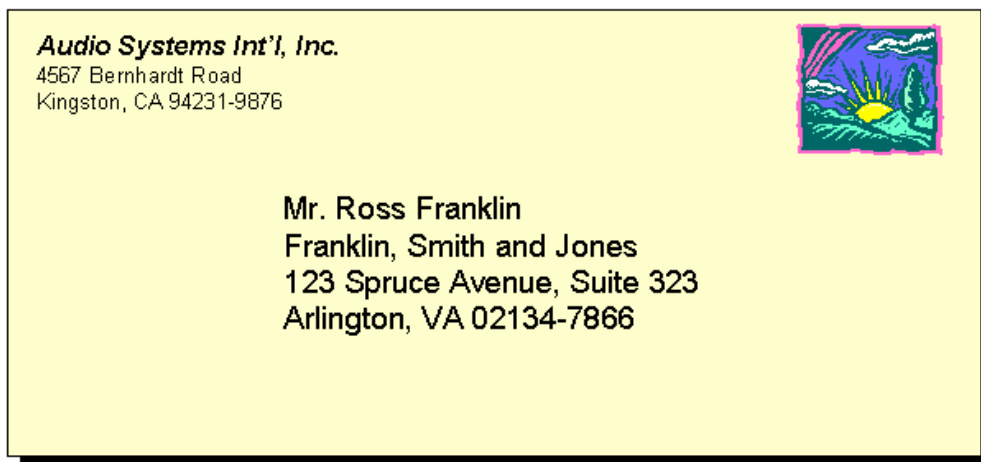 Audio Systems Int'l, Inc.
4567 Bernhardt Road
Kingston, CA 94231-9876
Mr. Ross Franklin
Franklin, Smith and Jones
123 Spruce Avenue, Suite 323
Arlington, VA 02134-7866